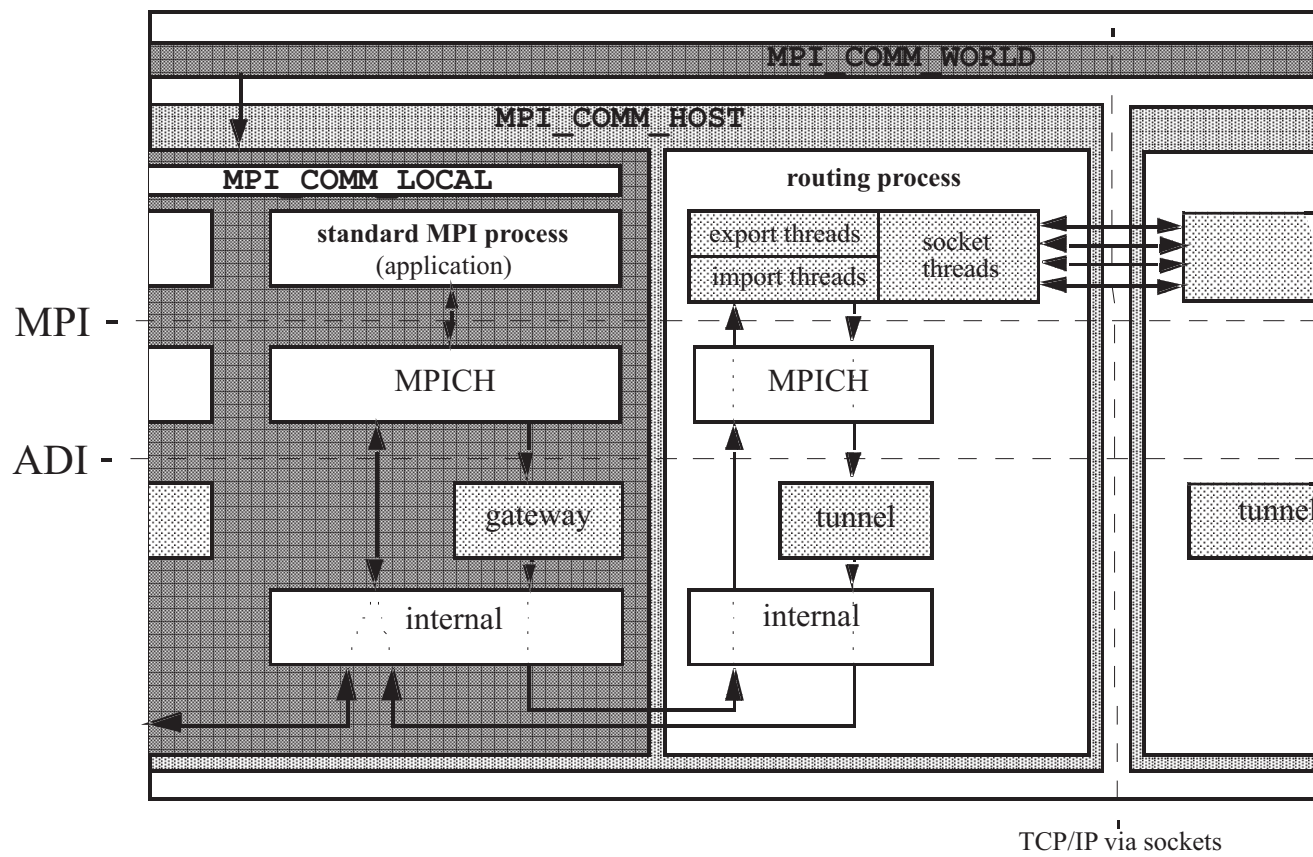 MPI_COMM_WORLD
MPI_COMM_HOST
MPI_COMM_LOCAL
routing process
standard MPI process
(application)
export threads
import threads
socket
threads
MPI -
MPICH
MPICH
ADI -
gateway
tunnel
tunnel
internal
internal
TCP/IP via sockets